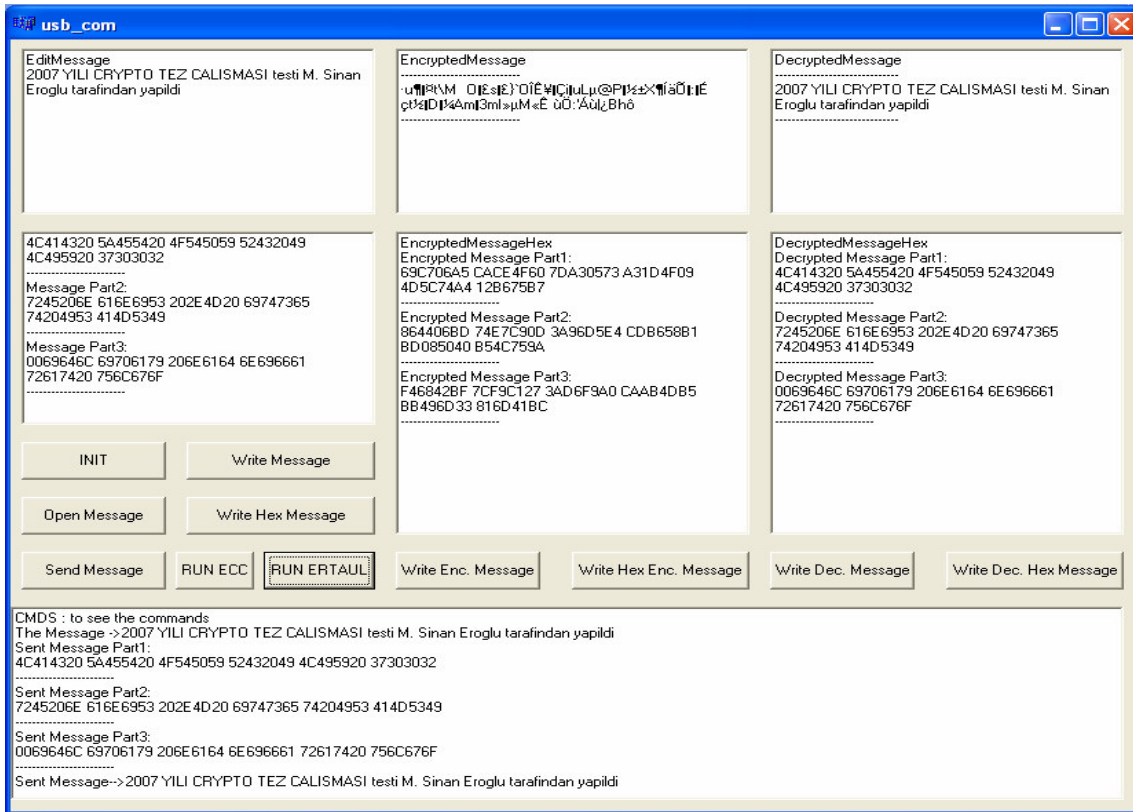 usb_com
EditMessage
2007 YILI CRYPTO TEZ CALISMASI testi M. Sinan
Eroglu tarafindan yapildi
EncryptedMessage
-------------------------
DecryptedMessage
-------------------------
2007 YILI CRYPTO TEZ CALISMASI testi M. Sinan
Eroglu tarafindan yapildi
-------------------------
4C414320 5A455420 4F545059 52432049
4C495920 37303032
-------------------------
Message Part2:
7245206E 616E6953 202E4D20 69747365
74204953 414D5349
-------------------------
Message Part3:
0069646C 69706179 206E6164 6E696661
72617420 756C676F
-------------------------
EncryptedMessageHex
Encrypted Message Part1:
69C706A5 CACE4F60 7DA30573 A31D4F09
4D5C74A4 12B675B7
-------------------------
Encrypted Message Part2:
864406BD 74E7C90D 3A96D5E4 CDB658B1
BD085040 B54C759A
-------------------------
Encrypted Message Part3:
F46842BF 7CF9C127 3AD6F9A0 CAAB4DB5
BB496D33 816D41BC
-------------------------
DecryptedMessageHex
Decrypted Message Part1:
4C414320 5A455420 4F545059 52432049
4C495920 37303032
-------------------------
Decrypted Message Part2:
7245206E 616E6953 202E4D20 69747365
74204953 414D5349
-------------------------
Decrypted Message Part3:
0069646C 69706179 206E6164 6E696661
72617420 756C676F
-------------------------
INIT
Write Message
Open Message
Write Hex Message
Send Message
RUN ECC
RUN ERTAUL
Write Enc. Message
Write Hex Enc. Message
Write Dec. Message
Write Dec. Hex Message
CMDS : to see the commands
The Message ->2007 YILI CRYPTO TEZ CALISMASI testi M. Sinan Eroglu tarafindan yapildi
Sent Message Part1:
4C414320 5A455420 4F545059 52432049 4C495920 37303032
-------------------------
Sent Message Part2:
7245206E 616E6953 202E4D20 69747365 74204953 414D5349
-------------------------
Sent Message Part3:
0069646C 69706179 206E6164 6E696661 72617420 756C676F
-------------------------
Sent Message-->2007 YILI CRYPTO TEZ CALISMASI testi M. Sinan Eroglu tarafindan yapildi